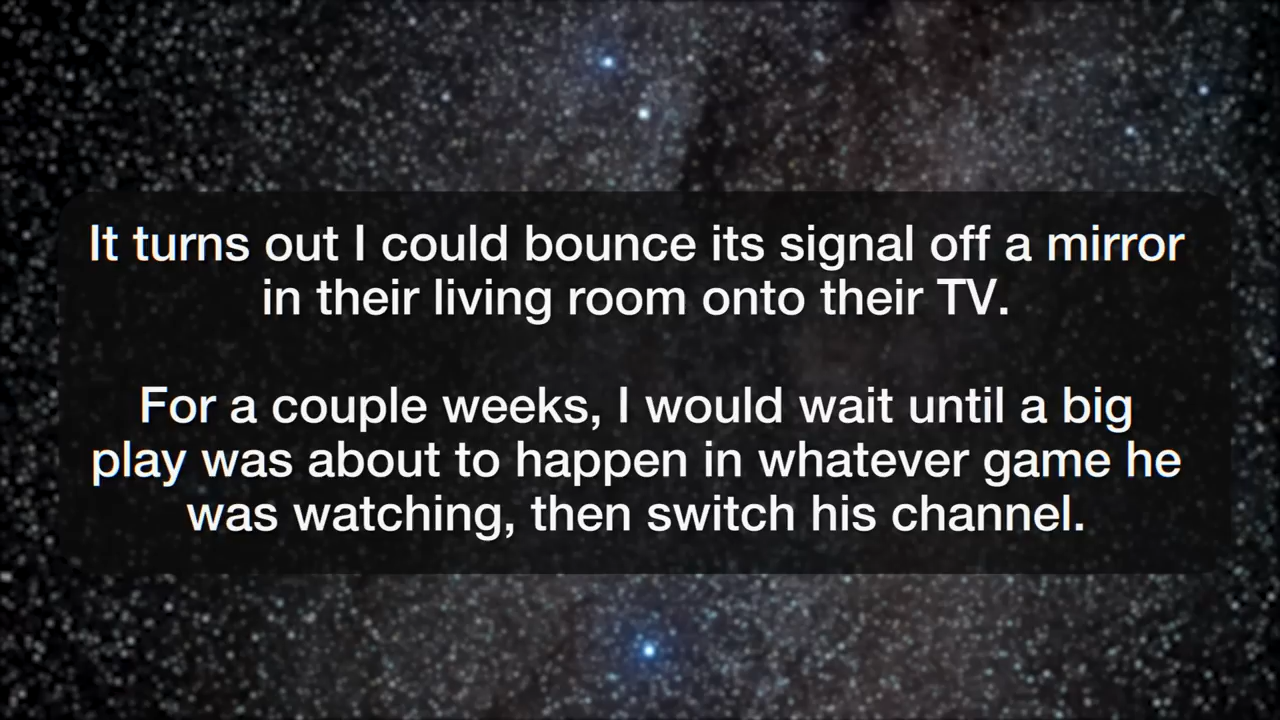 It turns out I could bounce its signal off a mirror
in their living room onto their TV.
For a couple weeks, I would wait until a big
play was about to happen in whatever game he
was watching, then switch his channel.